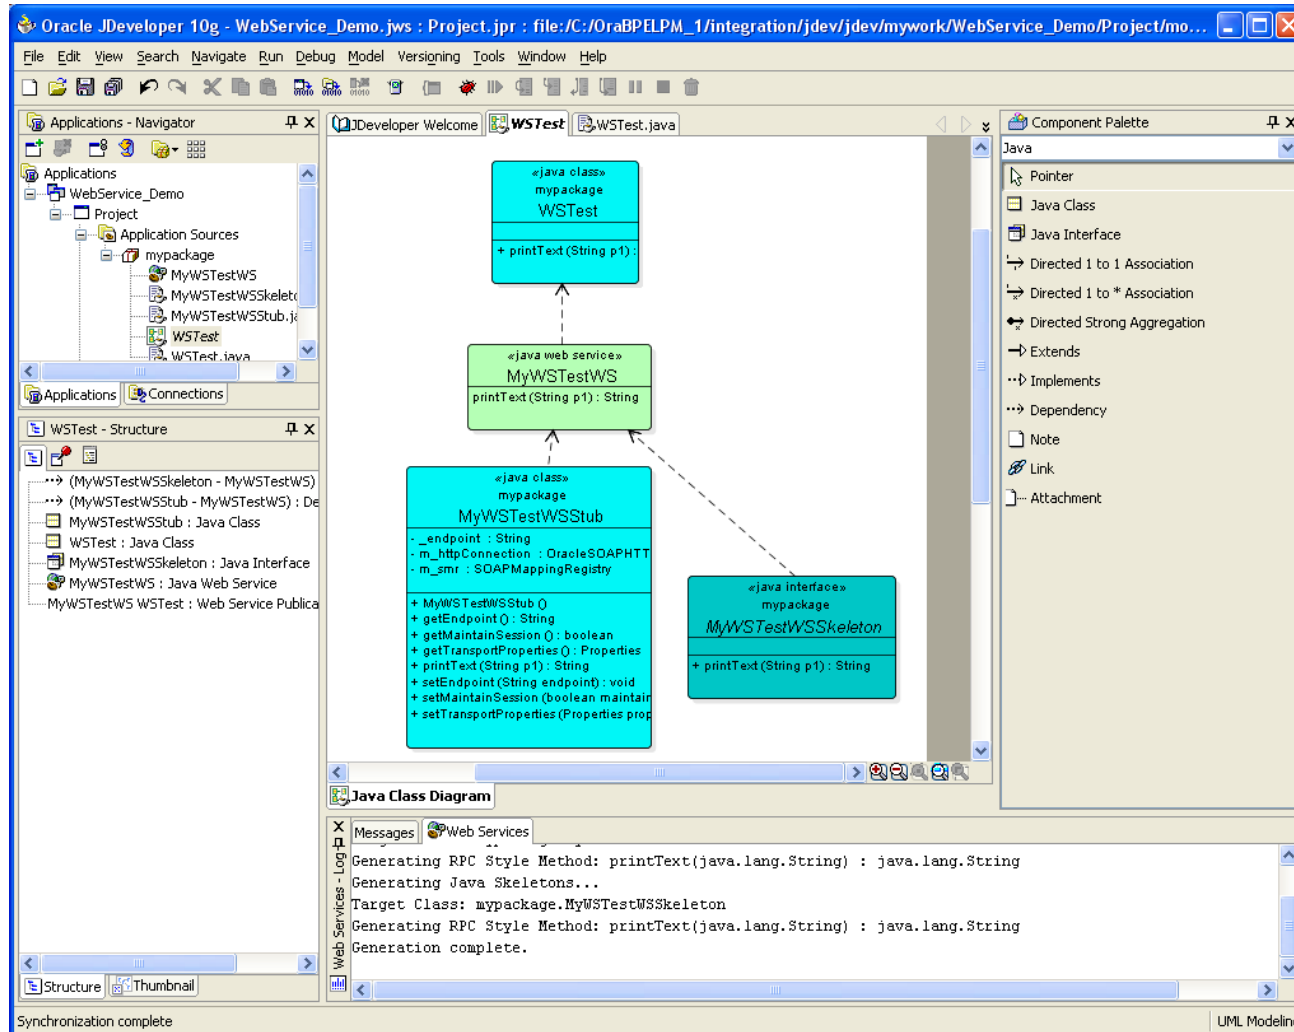 Oracle JDeveloper 10g - WebService_Demo.jws : Project.jpr : file:/C:/OraBPELPM_1/integration/jdev/jdev/mywork/WebService_Demo/Project/mo...
File Edit View Search Navigate Run Debug Model Versioning Tools Window Help
Applications - Navigator
Applications
WebService_Demo
Project
Application Sources
mypackage
MyWSTestWS
MyWSTestWSSkeleto
MyWSTestWSStub.ja
WSTest
WSTest.java
Applications Connections
WSTest - Structure
(MyWSTestWSSkeleton - MyWSTestWS)
(MyWSTestWSStub - MyWSTestWS) : De
MyWSTestWSStub : Java Class
WSTest : Java Class
MyWSTestWSSkeleton : Java Interface
MyWSTestWS : Java Web Service
MyWSTestWS WSTest : Web Service Publica
Structure Thumbnail
JDeveloper Welcome WSTest WSTest.java
«java class»
mypackage
WSTest
+ printText (String p1) :
«java web service»
MyWSTestWS
printText (String p1) : String
«java class»
mypackage
MyWSTestWSStub
- _endpoint : String
- m_httpConnection : OracleSOAPHTT
- m_smr : SOAPMappingRegistry
+ MyWSTestWSStub ()
+ getEndpoint () : String
+ getMaintainSession () : boolean
+ getTransportProperties () : Properties
+ printText (String p1) : String
+ setEndpoint (String endpoint) : void
+ setMaintainSession (boolean maintain
+ setTransportProperties (Properties prop
«java interface»
mypackage
MyWSTestWSSkeleton
+ printText (String p1) : String
Java Class Diagram
Component Palette
Java
Pointer
Java Class
Java Interface
Directed 1 to 1 Association
Directed 1 to * Association
Directed Strong Aggregation
Extends
Implements
Dependency
Note
Link
Attachment
Web Services - Log
Messages Web Services
Generating RPC Style Method: printText(java.lang.String) : java.lang.String
Generating Java Skeletons...
Target Class: mypackage.MyWSTestWSSkeleton
Generating RPC Style Method: printText(java.lang.String) : java.lang.String
Generation complete.
Synchronization complete
UML Modelin